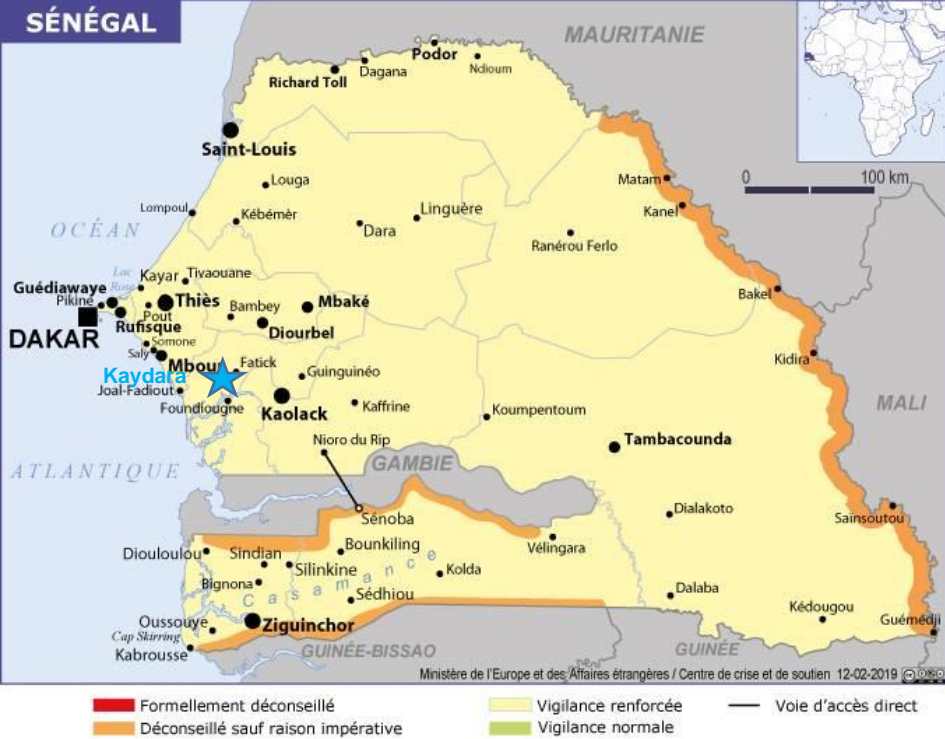 SÉNÉGAL
MAURITANIE
Podor
Ndioum
Dagana
Richard Toll
Saint-Louis
0 100 km
Matam
Louga
Kanel
Lompoul
Kébémèr
Linguère
Dara
OCÉAN
Ranérou Ferlo
Lac
Rose
Kayar
Tivaouane
Guédiawaye
Pikine
Thiès
Bambey
Mbaké
Bakel
Pout
DAKAR
Rufisque
Diourbel
Somone
Saly
Mbour
Fatick
Kidira
Kaydara
Guinguinéo
Joal-Fadiout
Foundiougne
Kaolack
Kaffrine
Koumpentoum
MALI
Nioro du Rip
Tambacounda
GAMBIE
ATLANTIQUE
Dialakoto
Saïnsoutou
Sénoba
Diouloulou
Sindian
Bounkiling
Vélingara
Silinkine
Kolda
Bignona
Casamance
Sédhiou
Dalaba
Kédougou
Oussouye
Ziguinchor
Guémédji
Cap Skirring
Kabrousse
GUINÉE-BISSAO
GUINÉE
Ministère de l'Europe et des Affaires étrangères / Centre de crise et de soutien 12-02-2019
Formellement déconseillé
Vigilance renforcée
Voie d'accès direct
Déconseillé sauf raison impérative
Vigilance normale